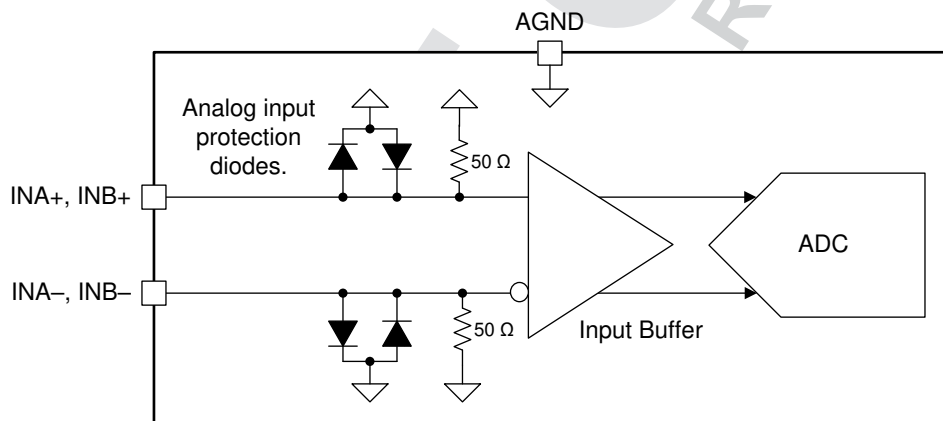 AGND
Analog input
protection
diodes.
50 Ω
INA+, INB+
ADC
INA–, INB–
50 Ω
Input Buffer
R